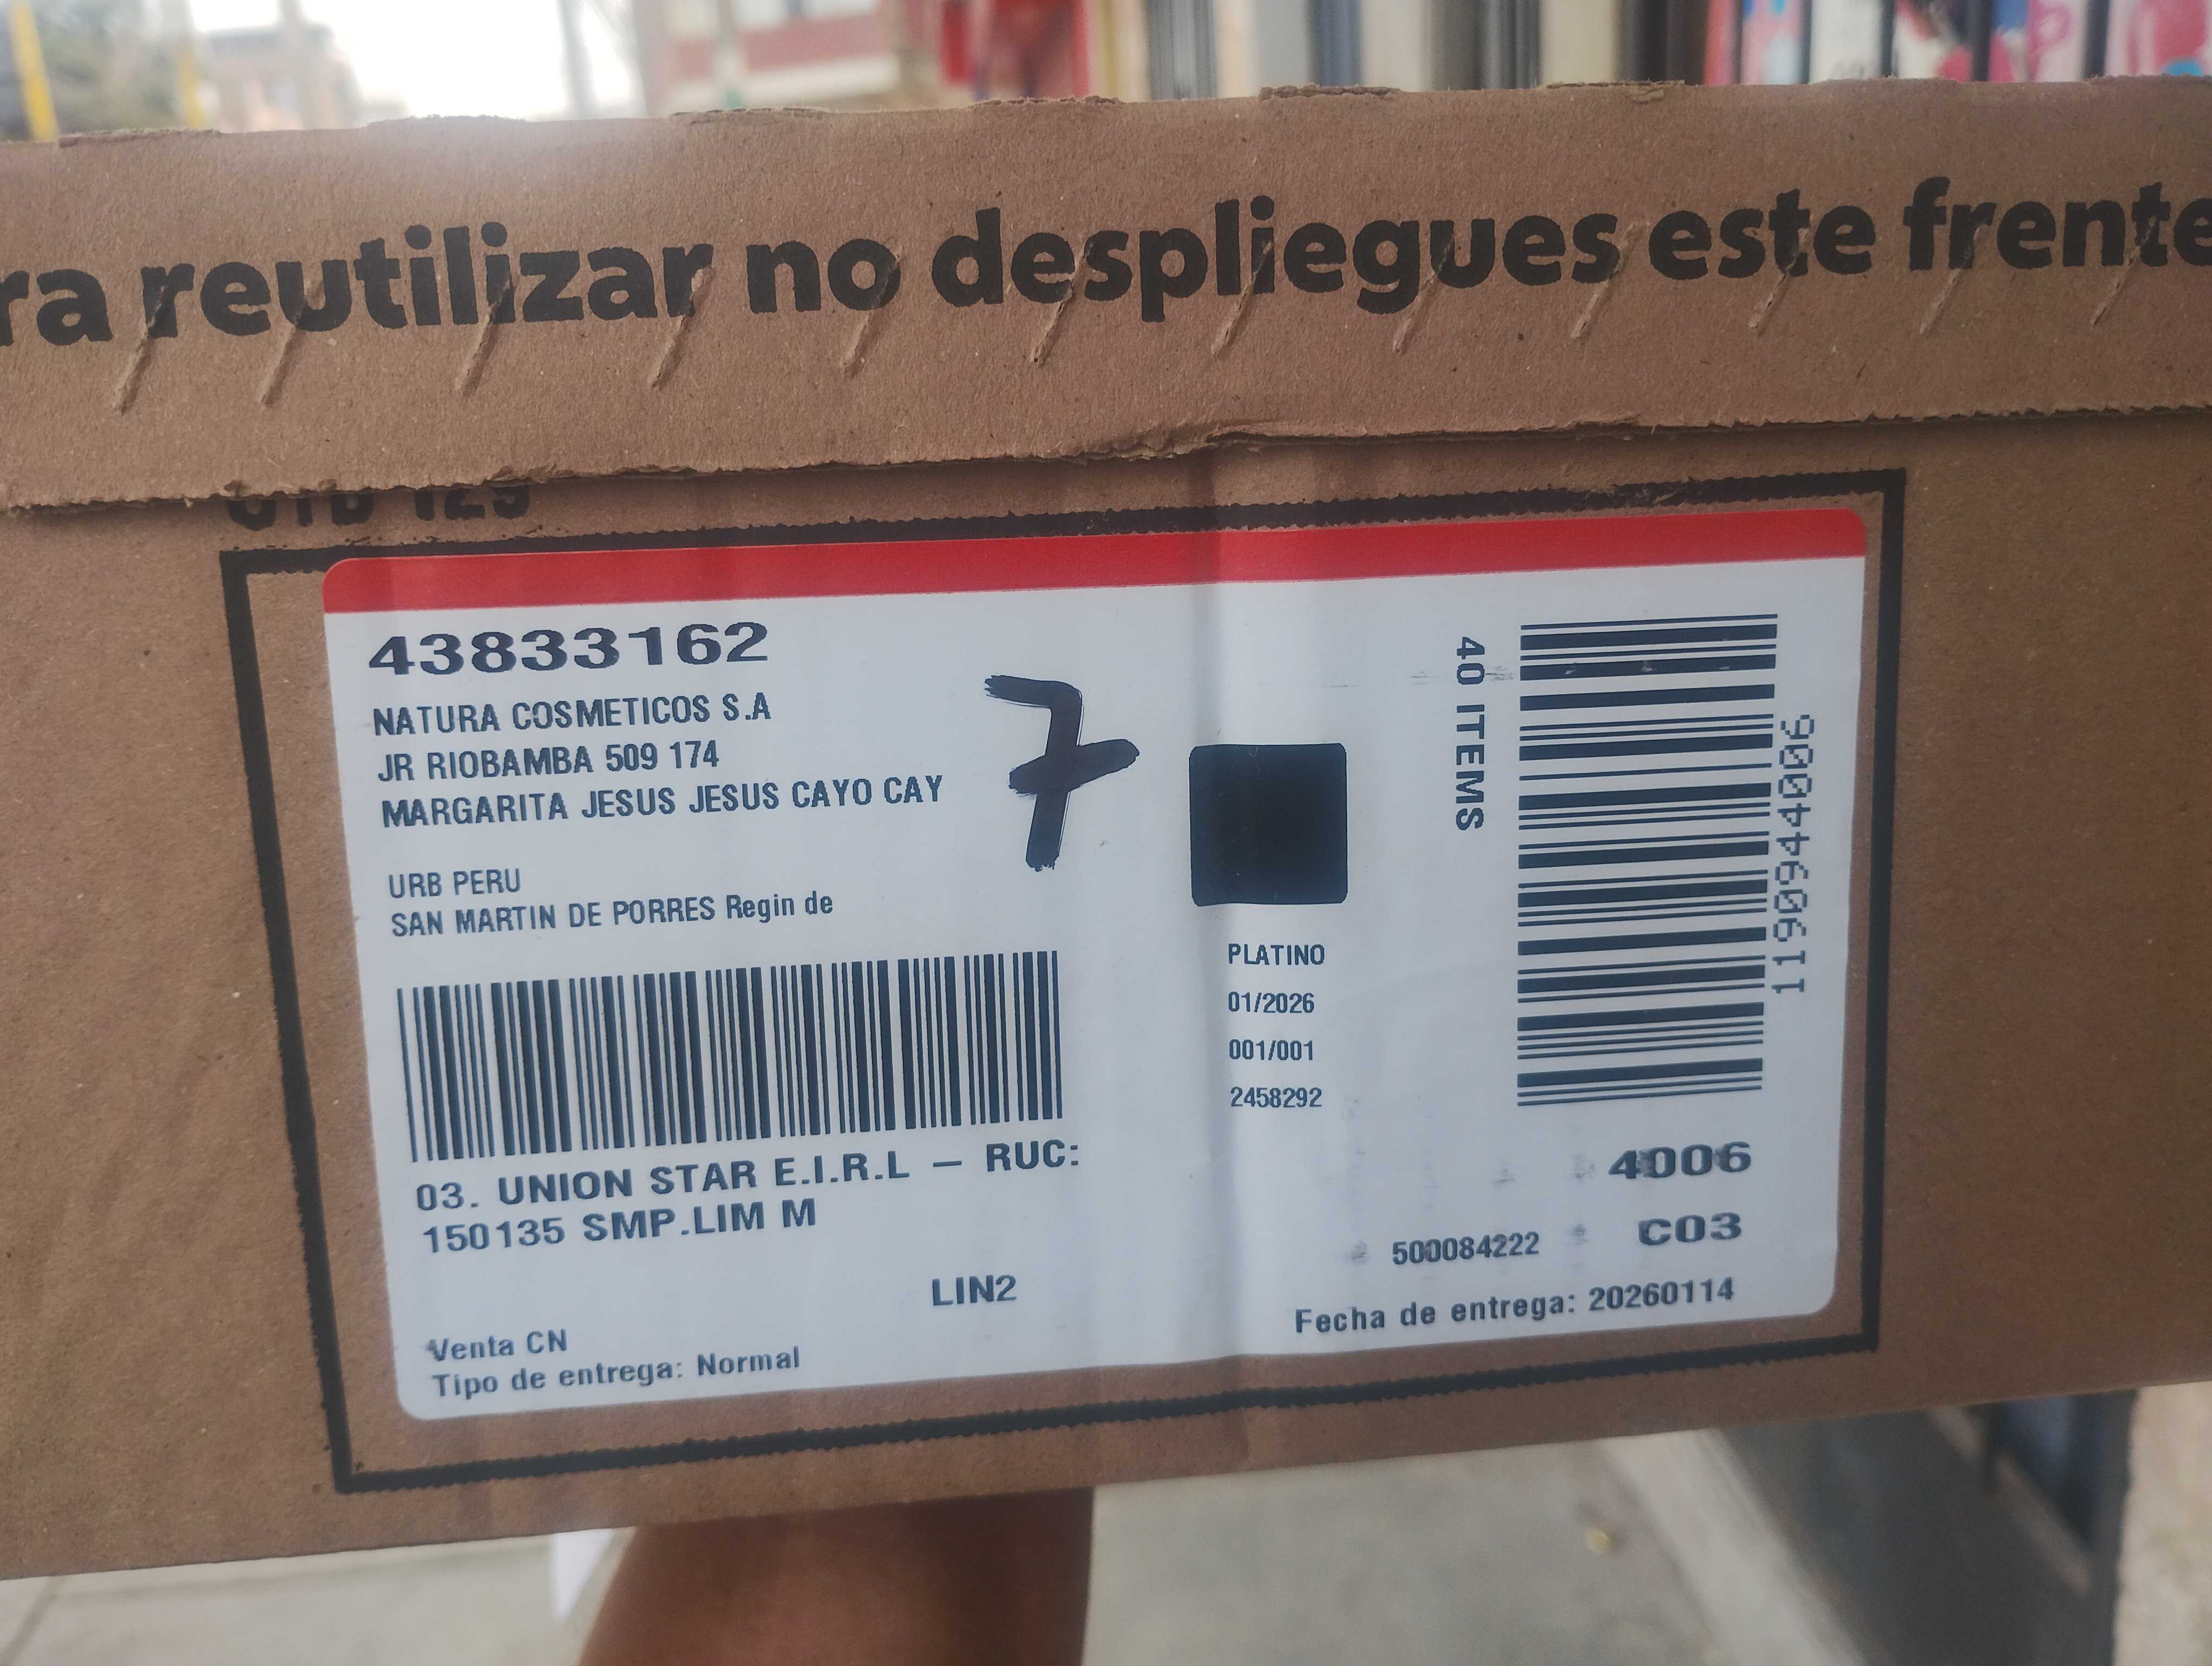 ra reutilizar no despliegues este frente
43833162
NATURA COSMETICOS S.A
JR RIOBAMBA 509 174
MARGARITA JESUS JESUS CAYO CAY
7
URB PERU
SAN MARTIN DE PORRES Regin de
40 ITEMS
1190944006
PLATINO
01/2026
001/001
2458292
03. UNION STAR E.I.R.L – RUC:
150135 SMP.LIM M
4006
C03
500084222
LIN2
Fecha de entrega: 20260114
Venta CN
Tipo de entrega: Normal